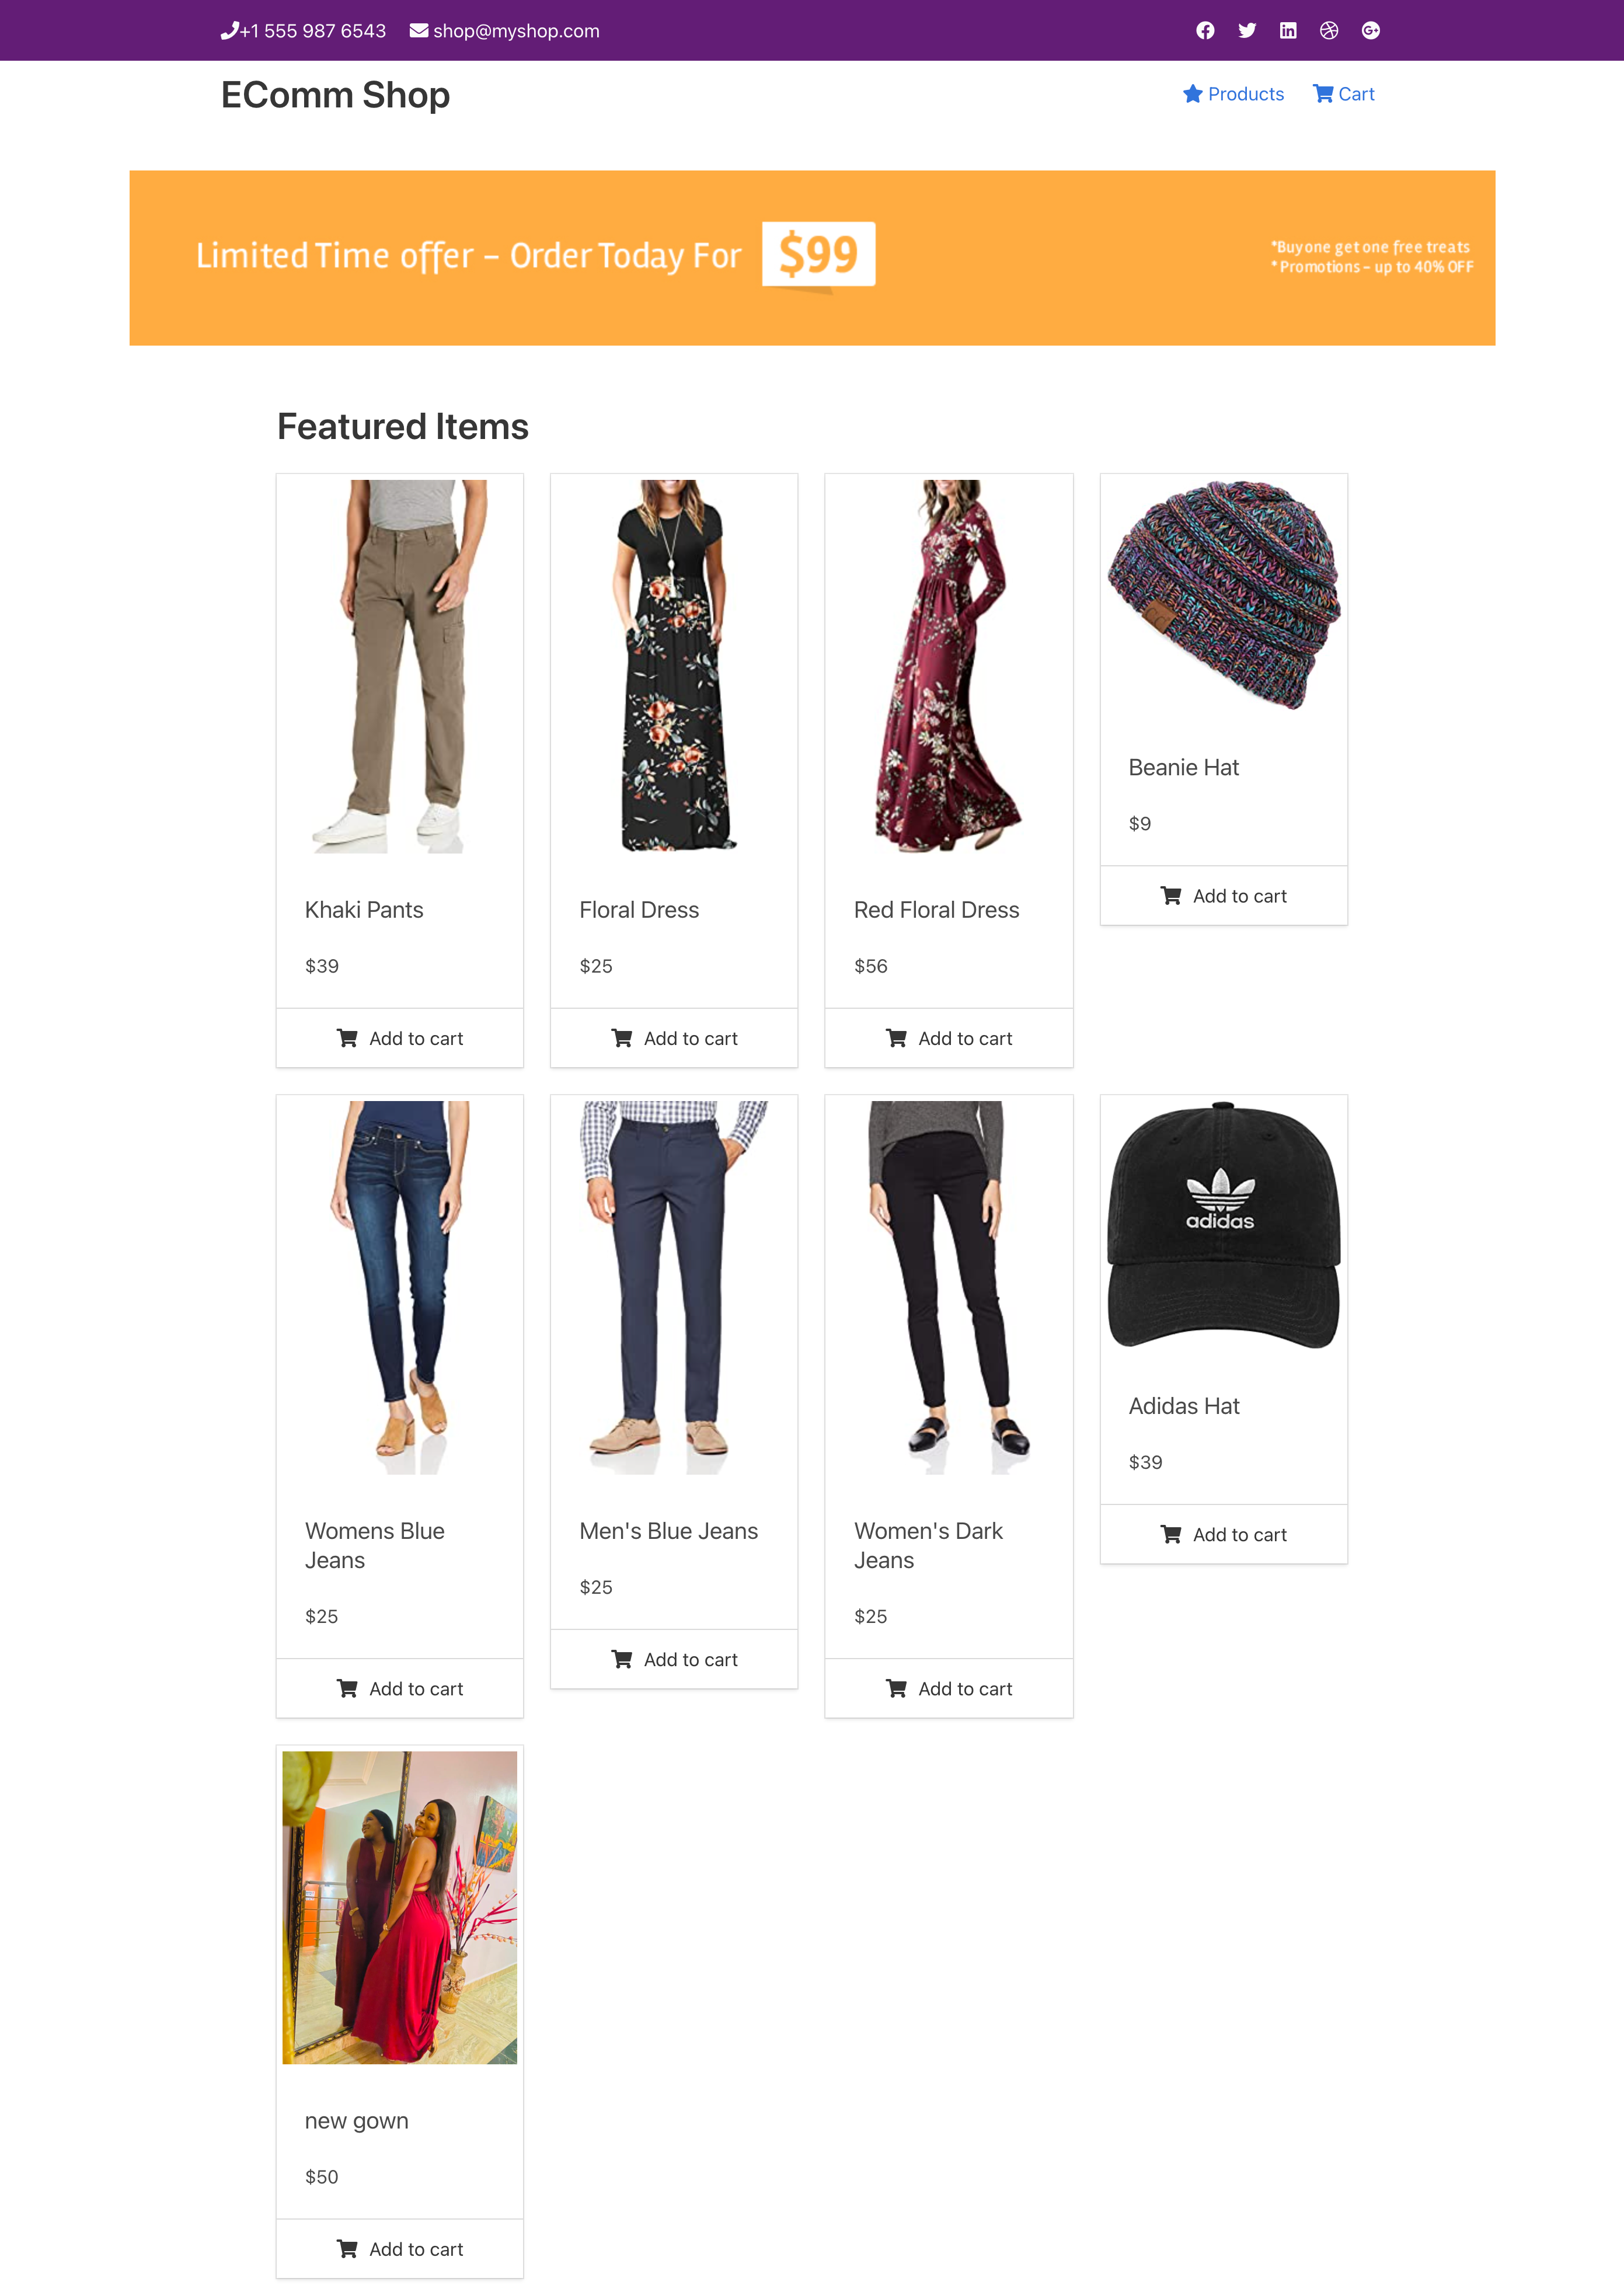 +1 555 987 6543 shop@myshop.com
EComm Shop
Products Cart
Limited Time offer – Order Today For $99
*Buy one get one free treats
* Promotions – up to 40% OFF
Featured Items
Khaki Pants
$39
Add to cart
Floral Dress
$25
Add to cart
Red Floral Dress
$56
Add to cart
Beanie Hat
$9
Add to cart
Womens Blue
Jeans
$25
Add to cart
Men's Blue Jeans
$25
Add to cart
Women's Dark
Jeans
$25
Add to cart
adidas
Adidas Hat
$39
Add to cart
new gown
$50
Add to cart